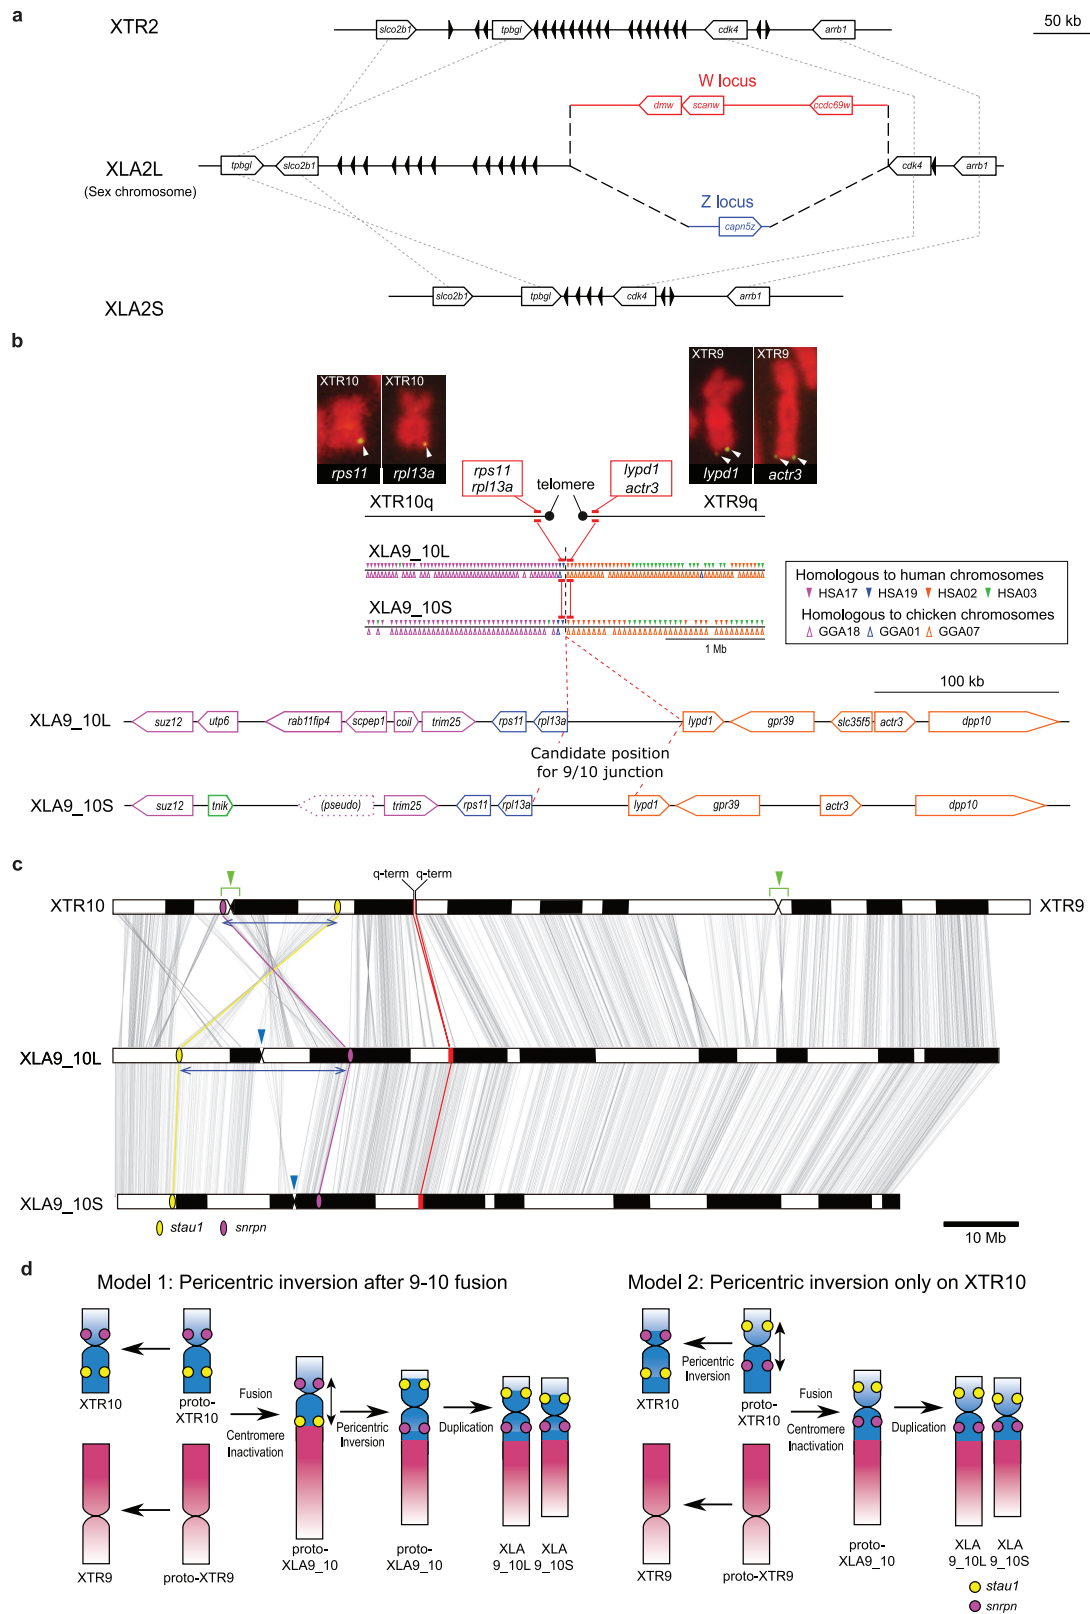 a
XTR2
slco2b1
tpbgl
cdk4
arrb1
50 kb
W locus
dmw
scanw
ccdc69w
XLA2L
(Sex chromosome)
tpbgl
slco2b1
cdk4
arrb1
Z locus
capn5z
XLA2S
slco2b1
tpbgl
cdk4
arrb1
b
XTR10
XTR10
rps11
rpl13a
XTR9
XTR9
lypd1
actr3
rps11
rpl13a
lypd1
actr3
telomere
XTR10q
XTR9q
XLA9_10L
XLA9_10S
1 Mb
Homologous to human chromosomes
HSA17 HSA19 HSA02 HSA03
Homologous to chicken chromosomes
GGA18 GGA01 GGA07
100 kb
XLA9_10L
suz12
utp6
rab11fip4
scpep1
coil
trim25
rps11
rpl13a
lypd1
gpr39
slc35f5
actr3
dpp10
Candidate position
for 9/10 junction
XLA9_10S
suz12
tnik
(pseudo)
trim25
rps11
rpl13a
lypd1
gpr39
actr3
dpp10
c
q-term q-term
XTR10
XTR9
XLA9_10L
XLA9_10S
stau1
snrpn
10 Mb
d
Model 1: Pericentric inversion after 9-10 fusion
XTR10
proto-
XTR10
Fusion
Centromere
Inactivation
Pericentric
Inversion
Duplication
XTR9
proto-XTR9
proto-
XLA9_10
proto-
XLA9_10
XLA
9_10L
XLA
9_10S
Model 2: Pericentric inversion only on XTR10
XTR10
Pericentric
Inversion
proto-
XTR10
Fusion
Centromere
Inactivation
Duplication
XTR9
proto-XTR9
proto-
XLA9_10
XLA
9_10L
XLA
9_10S
stau1
snrpn